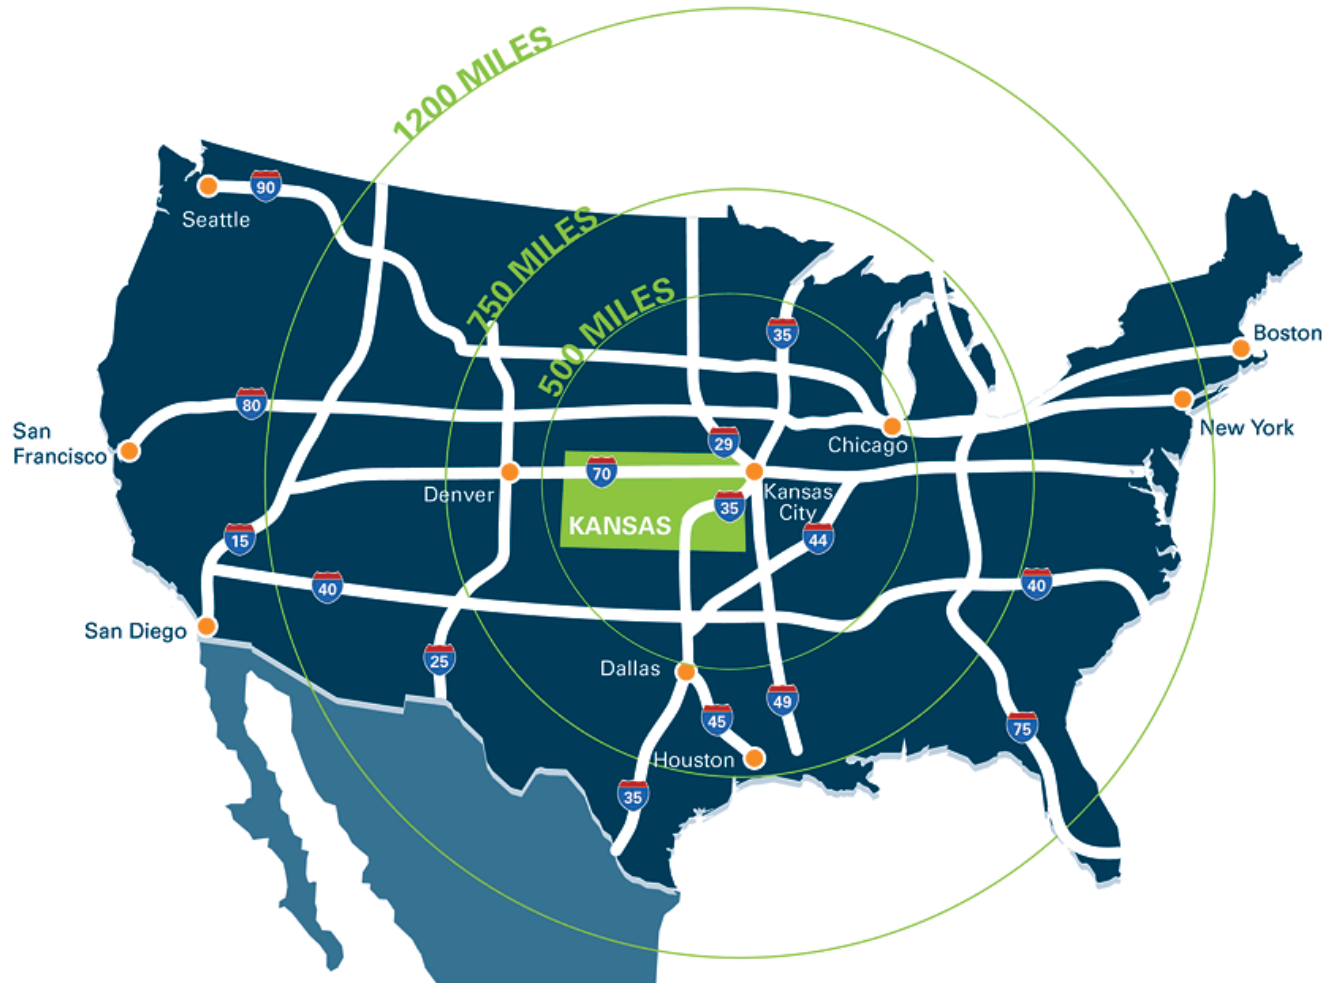 1200 MILES
90
Seattle
750 MILES
500 MILES
35
Boston
80
New York
San
Francisco
29
Chicago
70
Denver
Kansas
City
35
KANSAS
15
44
40
40
San Diego
25
Dallas
49
45
75
Houston
35